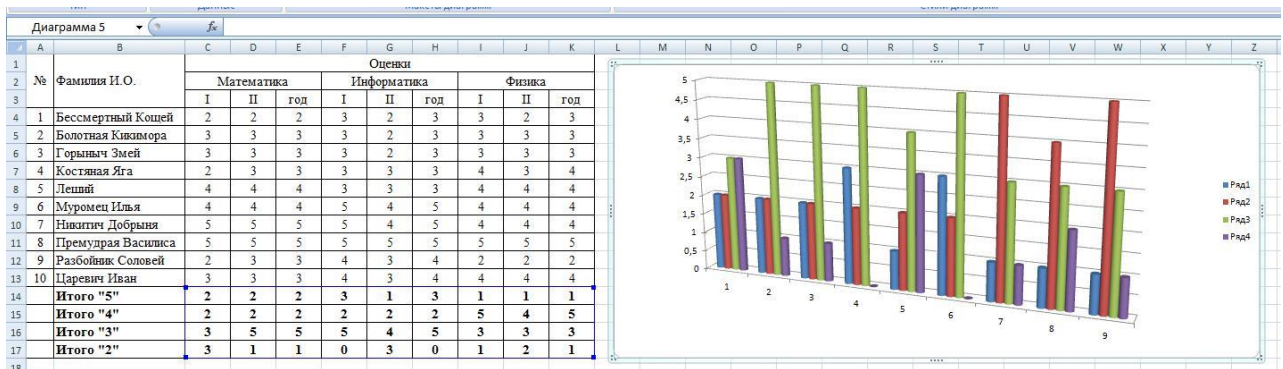 Диаграмма 5 fx
A B C D E F G H I J K L M N O P Q R S T U V W X Y Z
1 № Фамилия И.О. Оценки
2 Математика Информатика Физика
3 I II год I II год I II год
4 1 Бессмертный Кощей 2 2 2 3 2 3 3 2 3
5 2 Болотная Кикимора 3 3 3 3 2 3 3 3 3
6 3 Горыныч Змей 3 3 3 3 2 3 3 3 3
7 4 Костяная Яга 2 3 3 3 3 3 4 3 4
8 5 Леший 4 4 4 3 3 3 4 4 4
9 6 Муромец Илья 4 4 4 5 4 5 4 4 4
10 7 Никитич Добрыня 5 5 5 5 4 5 4 4 4
11 8 Премудрая Василиса 5 5 5 5 5 5 5 5 5
12 9 Разбойник Соловей 2 3 3 4 3 4 2 2 2
13 10 Царевич Иван 3 3 3 4 3 4 4 4 4
14 Итого "5" 2 2 2 3 1 3 1 1 1
15 Итого "4" 2 2 2 2 2 2 5 4 5
16 Итого "3" 3 5 5 5 4 5 3 3 3
17 Итого "2" 3 1 1 0 3 0 1 2 1
18
5
4,5
4
3,5
3
2,5
2
1,5
1
0,5
0
1 2 3 4 5 6 7 8 9
Ряд1
Ряд2
Ряд3
Ряд4